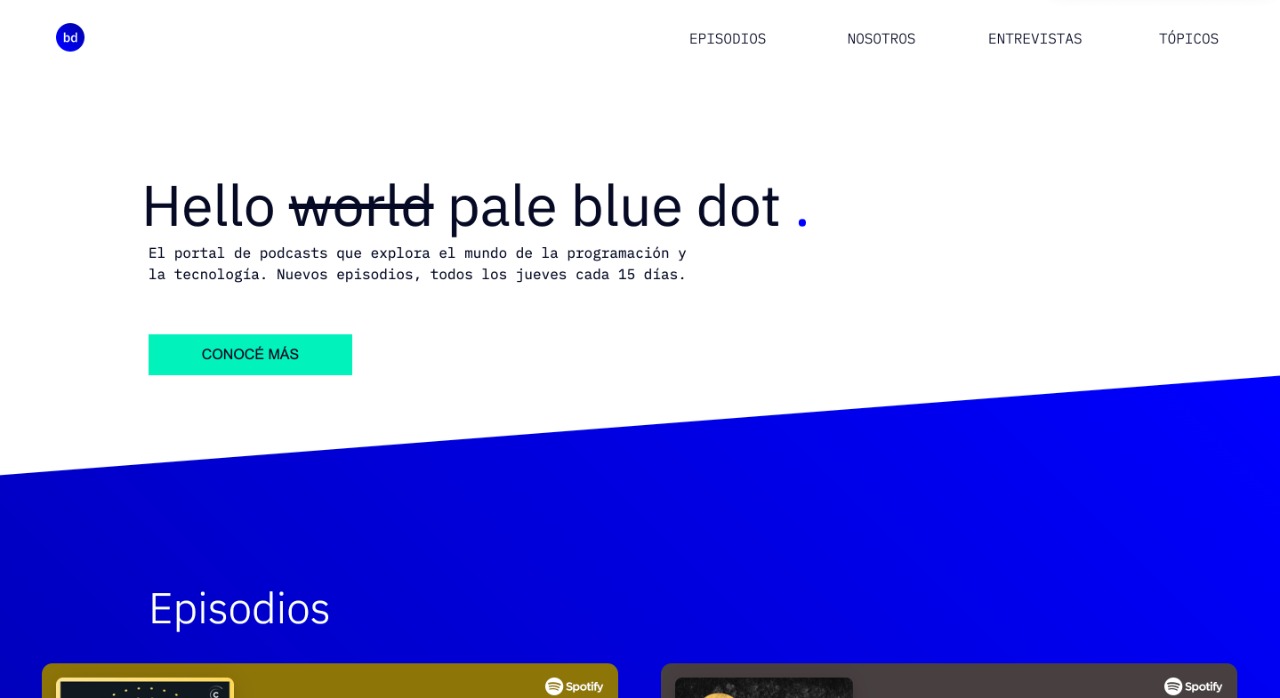 bd
EPISODIOS NOSOTROS ENTREVISTAS TÓPICOS
Hello world pale blue dot .
El portal de podcasts que explora el mundo de la programación y
la tecnología. Nuevos episodios, todos los jueves cada 15 días.
CONOCÉ MÁS
Episodios
Spotify
Spotify